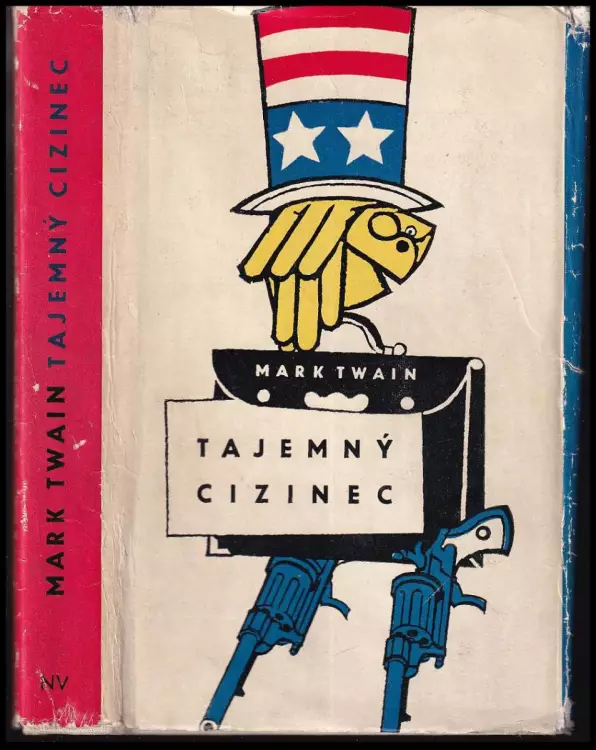 MARK TWAIN TAJEMNÝ CIZINEC
NV
MARK TWAIN
TAJEMNÝ
CIZINEC